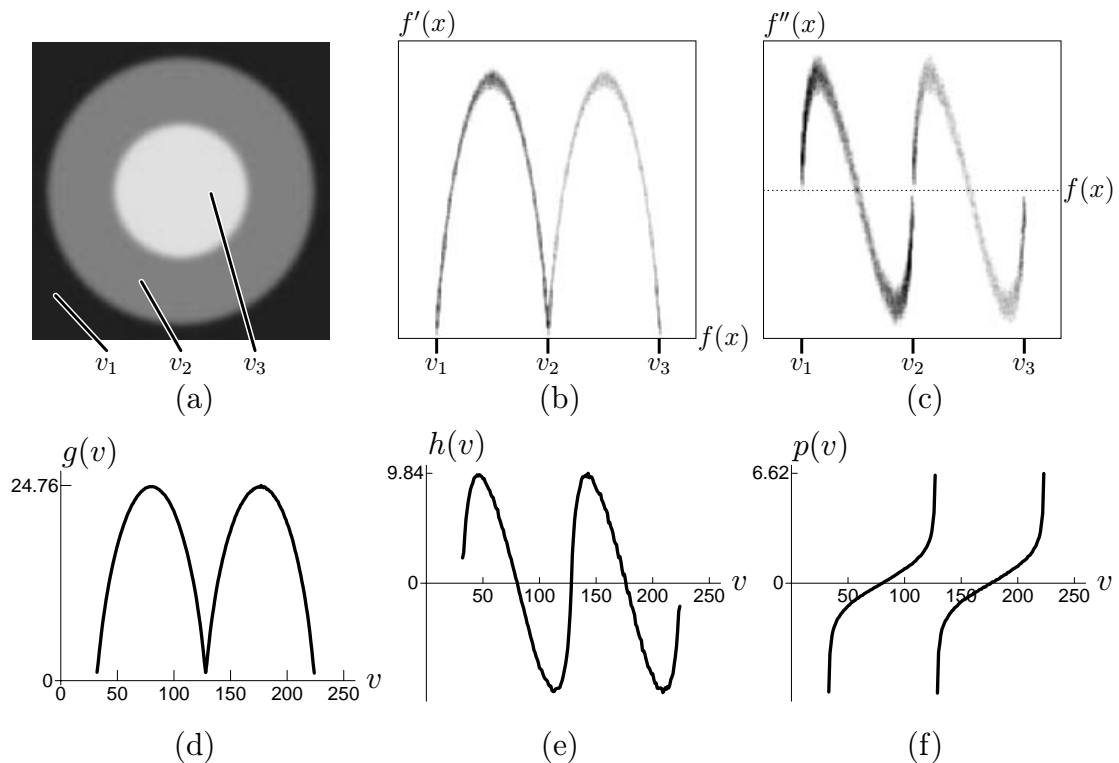 f′(x) f″(x)
f(x)
f(x)
v₁ v₂ v₃ v₁ v₂ v₃ v₁ v₂ v₃
(a) (b) (c)
g(v) h(v) p(v)
24.76 9.84 6.62
0 v 0 v
50 100 150 200 250 50 100 150 200 250
0 v
0 50 100 150 200 250
(d) (e) (f)